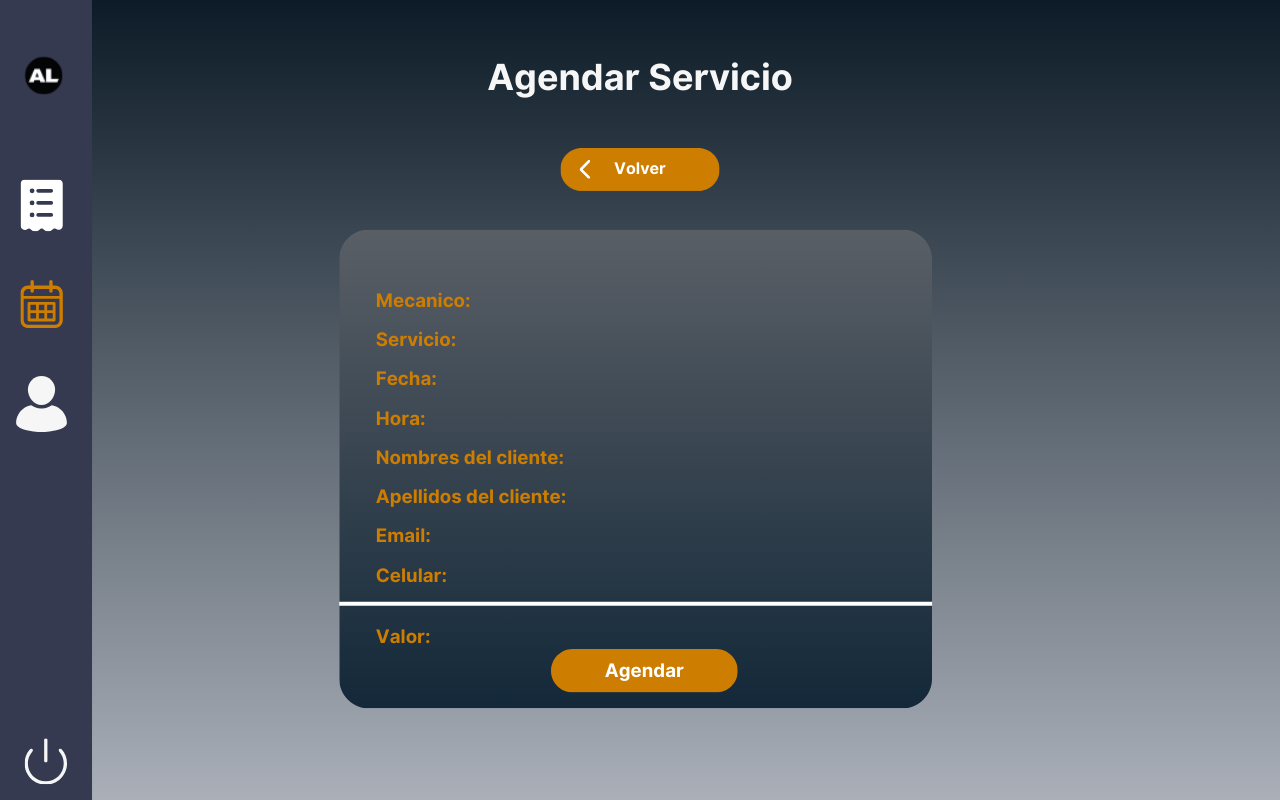 AL
Agendar Servicio
Volver
Mecanico:
Servicio:
Fecha:
Hora:
Nombres del cliente:
Apellidos del cliente:
Email:
Celular:
Valor:
Agendar